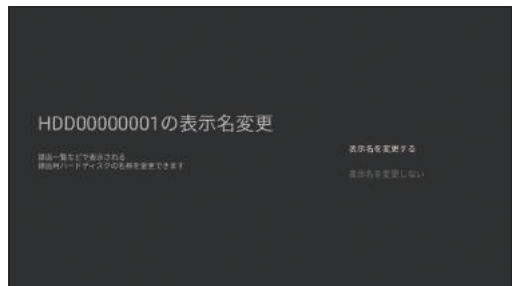 HDD00000001の表示名変更
録画一覧などで表示される
録画用ハードディスクの名称を変更できます
表示名を変更する
表示名を変更しない